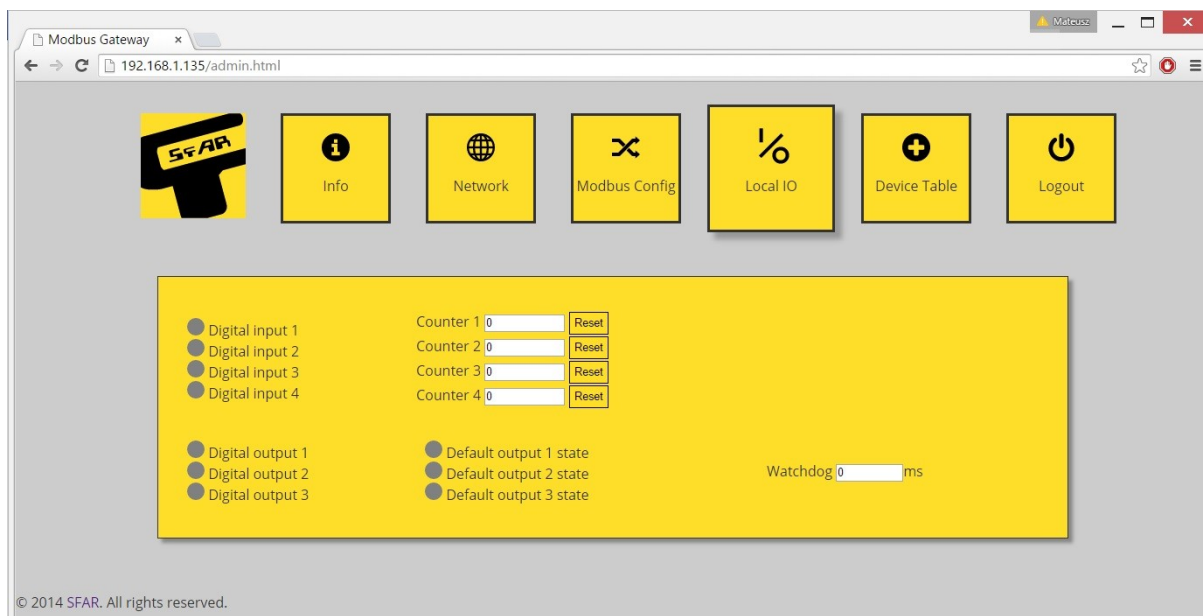 Mateusz
Modbus Gateway
192.168.1.135/admin.html
SFAR
Info
Network
Modbus Config
Local IO
Device Table
Logout
Digital input 1
Digital input 2
Digital input 3
Digital input 4
Counter 1 0 Reset
Counter 2 0 Reset
Counter 3 0 Reset
Counter 4 0 Reset
Digital output 1
Digital output 2
Digital output 3
Default output 1 state
Default output 2 state
Default output 3 state
Watchdog 0 ms
© 2014 SFAR. All rights reserved.